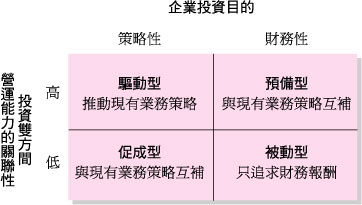 企業投資目的
策略性 財務性
投資雙方間
營運能力的關聯性
高
驅動型
推動現有業務策略
預備型
與現有業務策略互補
低
促成型
與現有業務策略互補
被動型
只追求財務報酬